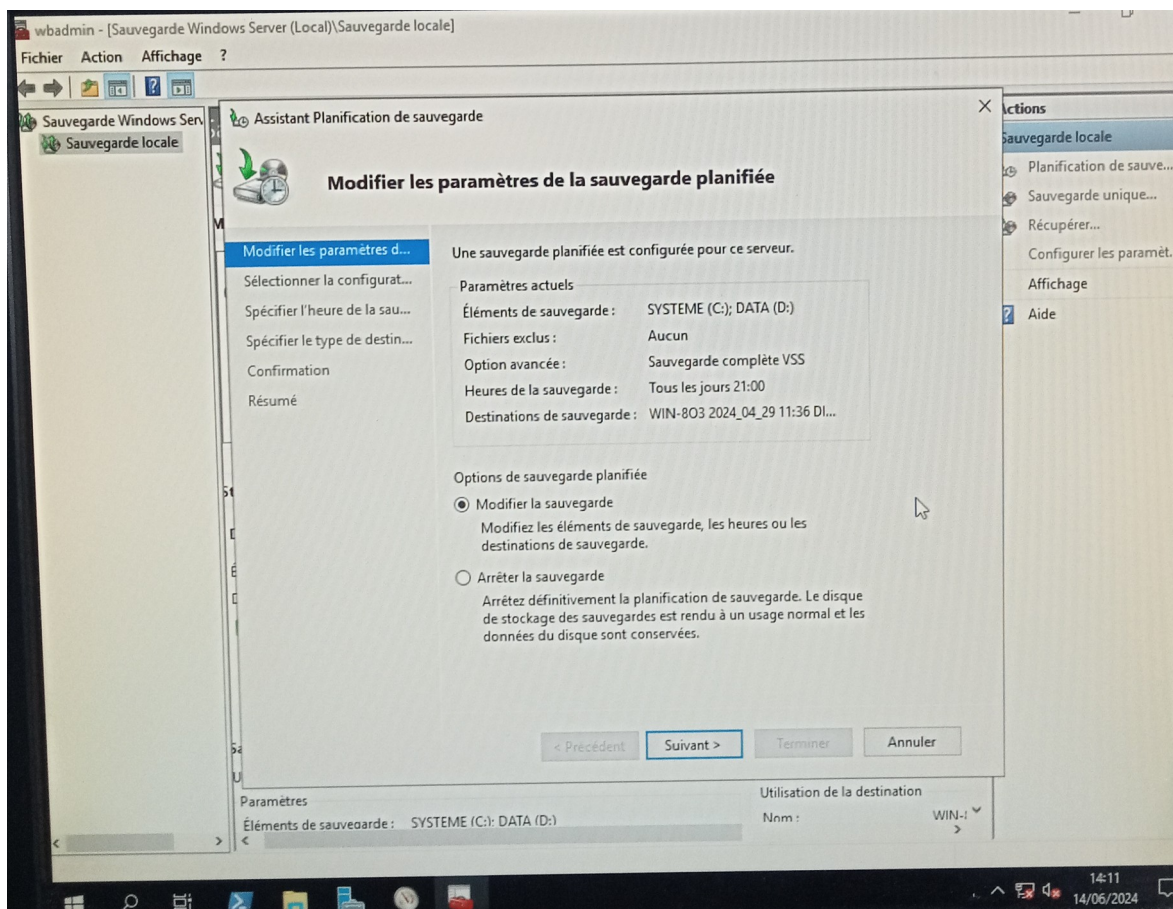 wbadmin - [Sauvegarde Windows Server (Local)\Sauvegarde locale]
Fichier Action Affichage ?
Sauvegarde Windows Serv
Sauvegarde locale
Assistant Planification de sauvegarde
Modifier les paramètres de la sauvegarde planifiée
Modifier les paramètres d...
Sélectionner la configurat...
Spécifier l'heure de la sau...
Spécifier le type de destin...
Confirmation
Résumé
Une sauvegarde planifiée est configurée pour ce serveur.
Paramètres actuels
Éléments de sauvegarde : SYSTEME (C:); DATA (D:)
Fichiers exclus : Aucun
Option avancée : Sauvegarde complète VSS
Heures de la sauvegarde : Tous les jours 21:00
Destinations de sauvegarde : WIN-8O3 2024_04_29 11:36 DI...
Options de sauvegarde planifiée
Modifier la sauvegarde
Modifiez les éléments de sauvegarde, les heures ou les
destinations de sauvegarde.
Arrêter la sauvegarde
Arrêtez définitivement la planification de sauvegarde. Le disque
de stockage des sauvegardes est rendu à un usage normal et les
données du disque sont conservées.
< Précédent Suivant > Terminer Annuler
Actions
Sauvegarde locale
Planification de sauve...
Sauvegarde unique...
Récupérer...
Configurer les paramèt.
Affichage
Aide
Paramètres
Éléments de sauvegarde : SYSTEME (C:); DATA (D:)
Utilisation de la destination
Nom : WIN-
14:11
14/06/2024